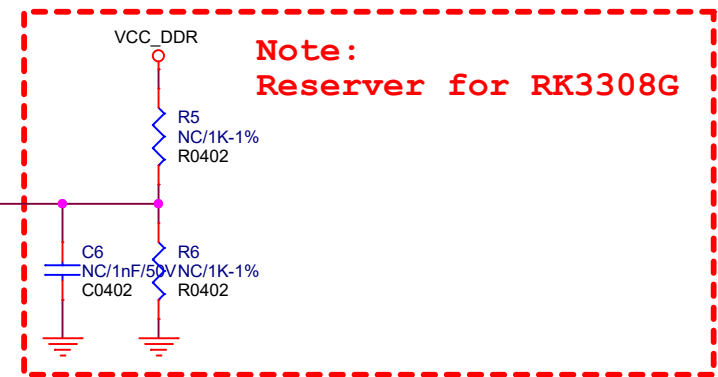 VCC_DDR
Note:
Reserver for RK3308G
R5
NC/1K-1%
R0402
C6
NC/1nF/50V
C0402
R6
NC/1K-1%
R0402